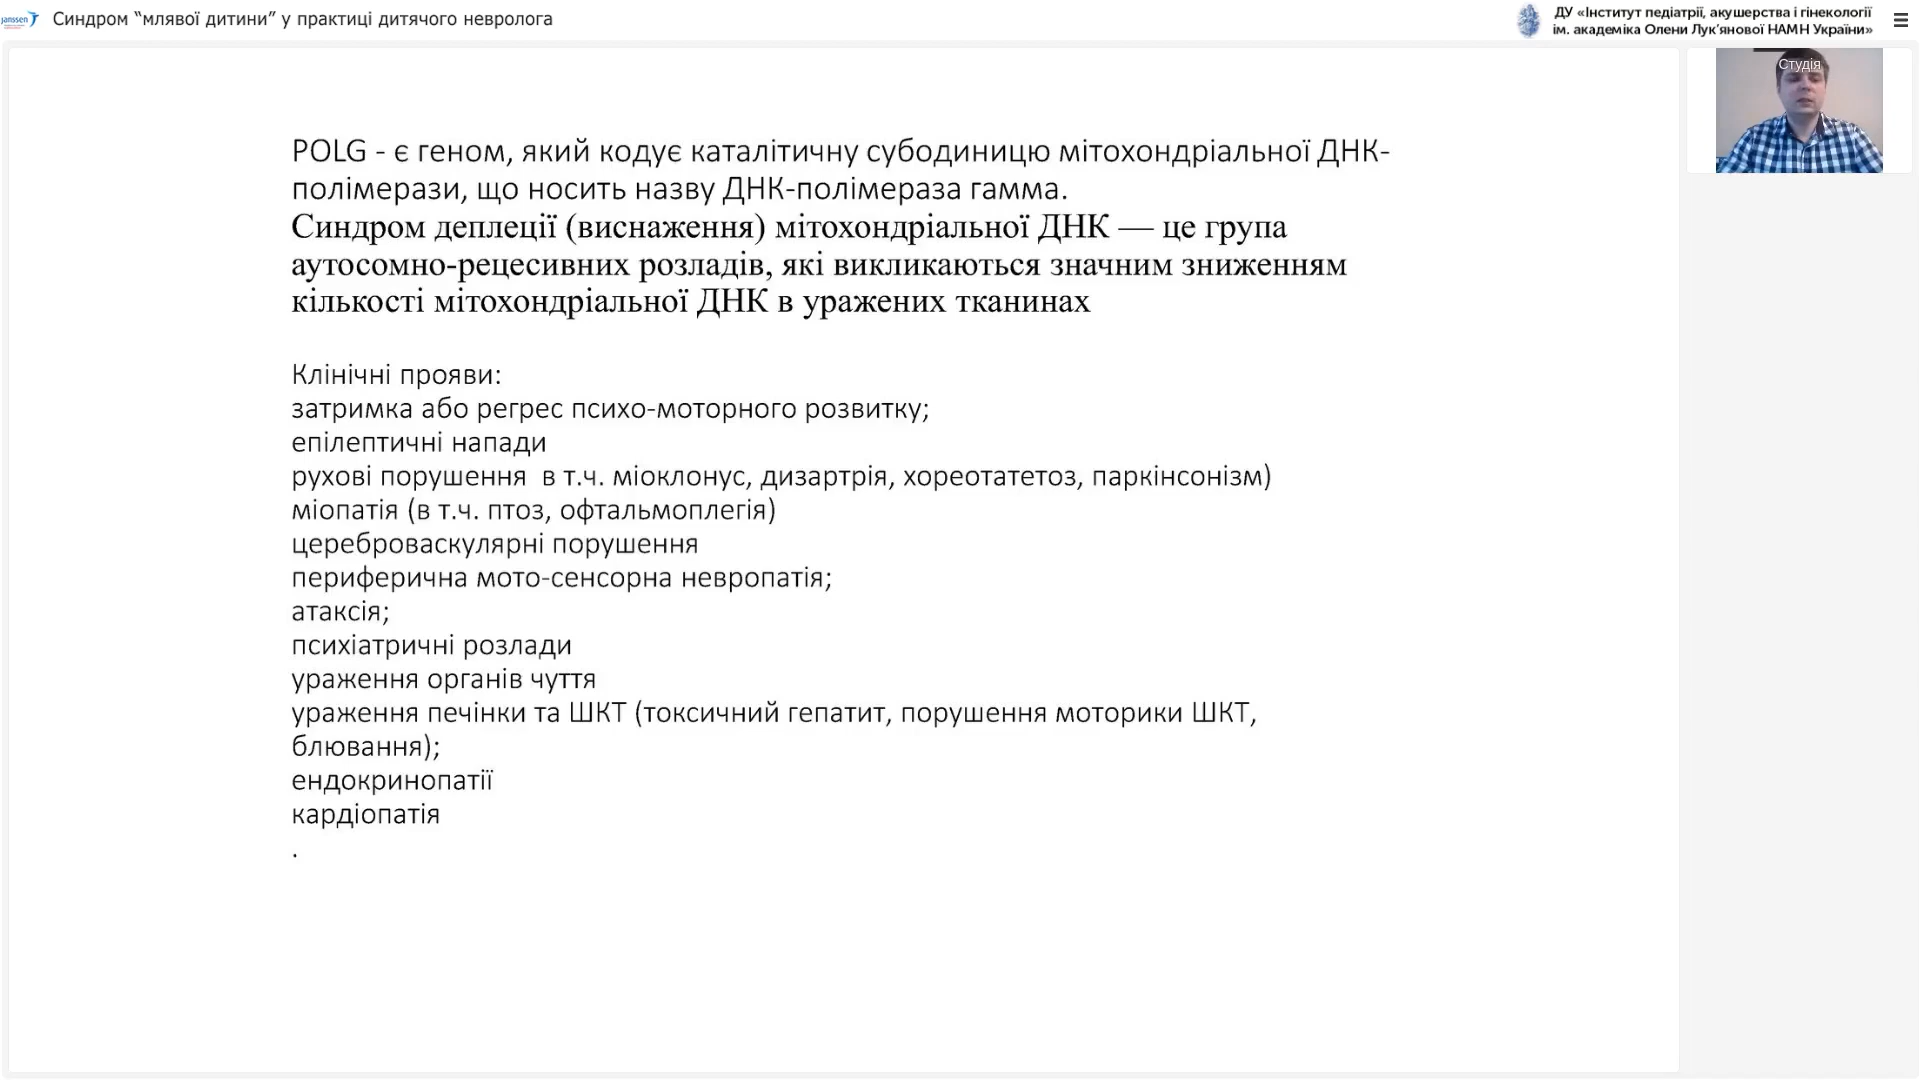 janssen
Синдром “млявої дитини” у практиці дитячого невролога
ДУ «Інститут педіатрії, акушерства і гінекології
ім. академіка Олени Лук’янової НАМН України»
Студія
POLG - є геном, який кодує каталітичну субодиницю мітохондріальної ДНК-
полімерази, що носить назву ДНК-полімераза гамма.
Синдром деплеції (виснаження) мітохондріальної ДНК — це група
аутосомно-рецесивних розладів, які викликаються значним зниженням
кількості мітохондріальної ДНК в уражених тканинах
Клінічні прояви:
затримка або регрес психо-моторного розвитку;
епілептичні напади
рухові порушення  в т.ч. міоклонус, дизартрія, хореотатетоз, паркінсонізм)
міопатія (в т.ч. птоз, офтальмоплегія)
цереброваскулярні порушення
периферична мото-сенсорна невропатія;
атаксія;
психіатричні розлади
ураження органів чуття
ураження печінки та ШКТ (токсичний гепатит, порушення моторики ШКТ,
блювання);
ендокринопатії
кардіопатія
.